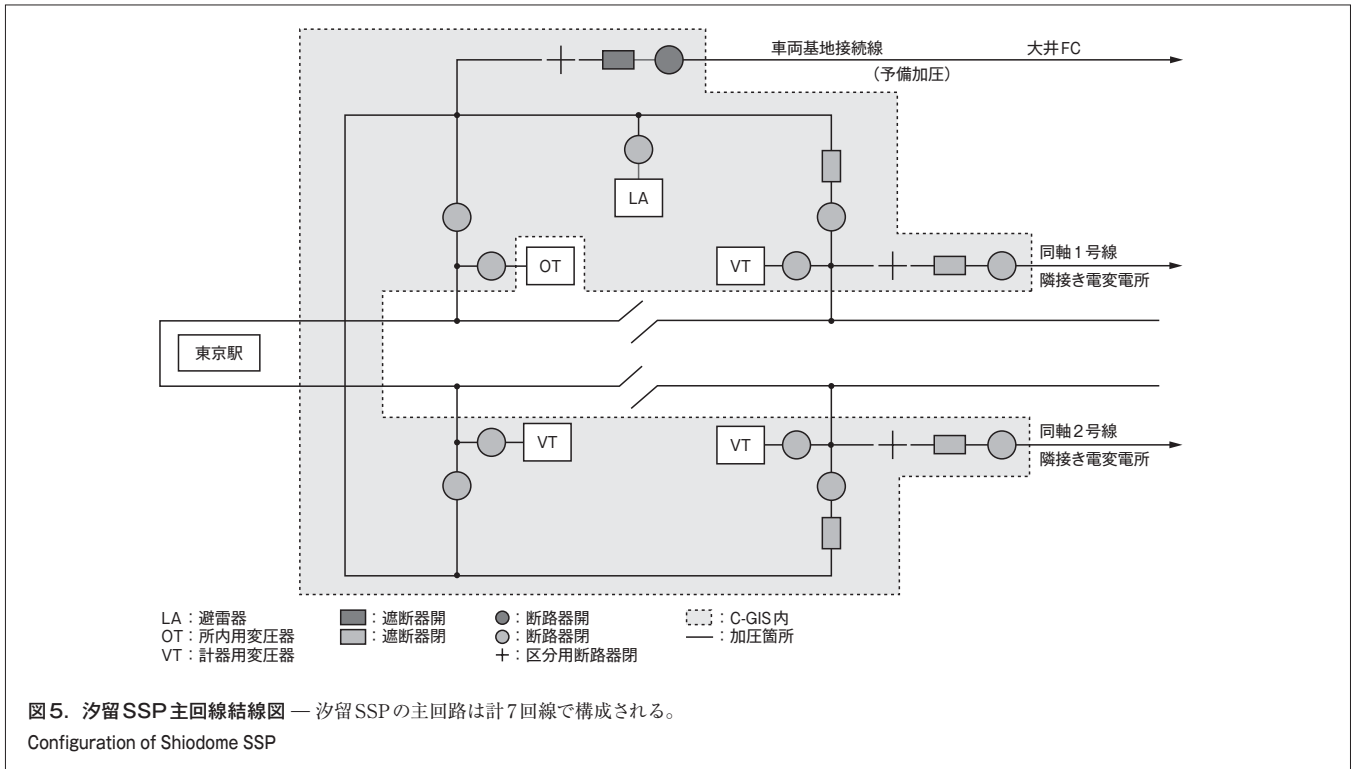 車両基地接続線
大井FC
(予備加圧)
LA
OT
VT
同軸1号線
隣接き電変電所
東京駅
VT
VT
同軸2号線
隣接き電変電所
LA:避雷器
OT:所内用変圧器
VT:計器用変圧器
:遮断器開
:遮断器閉
:断路器開
:断路器閉
:区分用断路器閉
:C-GIS内
:加圧箇所
図5. 汐留SSP主回線結線図 — 汐留SSPの主回路は計7回線で構成される。
Configuration of Shiodome SSP